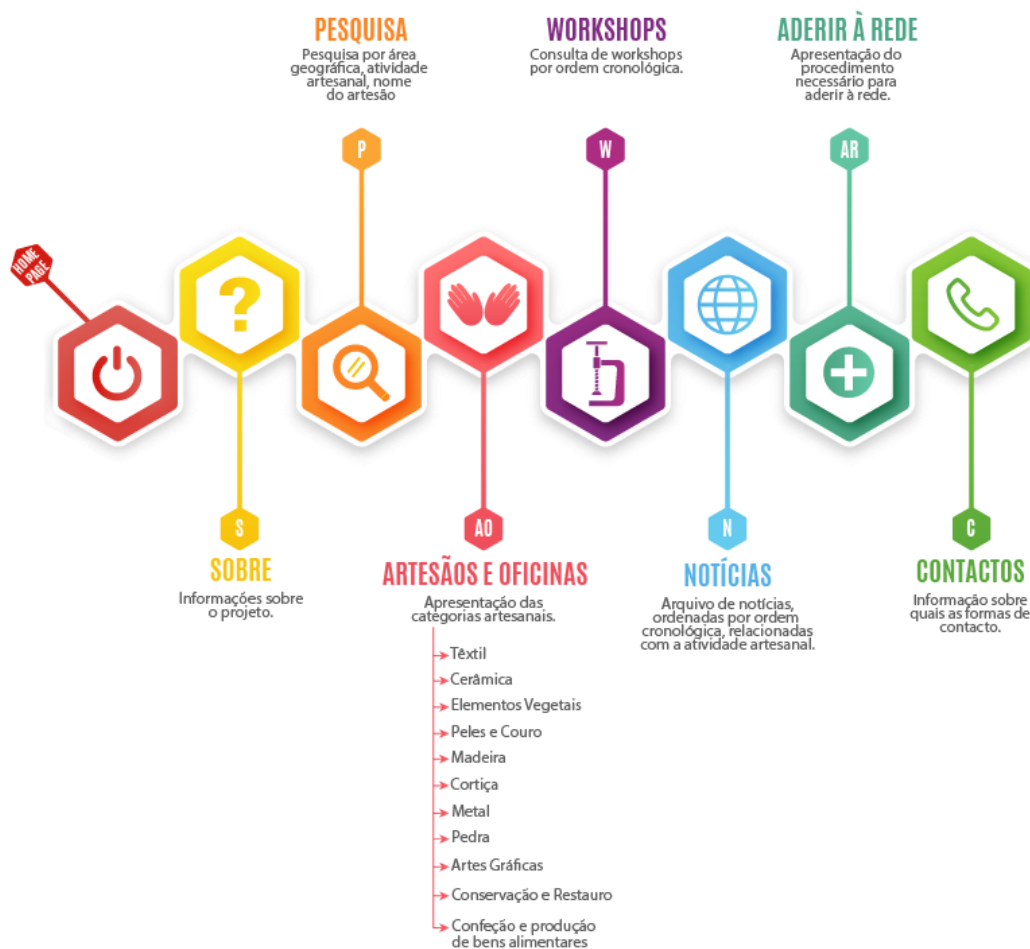 PESQUISA
Pesquisa por área
geográfica, atividade
artesanal, nome
do artesão
WORKSHOPS
Consulta de workshops
por ordem cronológica.
ADERIR À REDE
Apresentação do
procedimento
necessário para
aderir à rede.
P
W
AR
HOME
PAGE
?
S
AO
N
C
SOBRE
Informações sobre
o projeto.
ARTESÃOS E OFICINAS
Apresentação das
categorias artesanais.
Têxtil
Cerâmica
Elementos Vegetais
Peles e Couro
Madeira
Cortiça
Metal
Pedra
Artes Gráficas
Conservação e Restauro
Confeção e produção
de bens alimentares
NOTÍCIAS
Arquivo de notícias,
ordenadas por ordem
cronológica, relacionadas
com a atividade artesanal.
CONTACTOS
Informação sobre
quais as formas de
contacto.